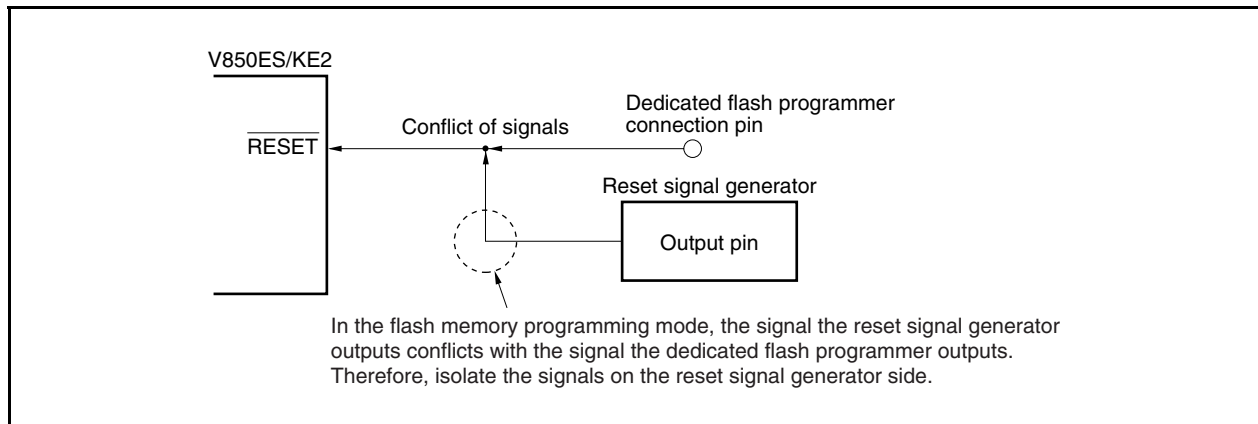 V850ES/KE2
Dedicated flash programmer
connection pin
Conflict of signals
RESET
Reset signal generator
Output pin
In the flash memory programming mode, the signal the reset signal generator
outputs conflicts with the signal the dedicated flash programmer outputs.
Therefore, isolate the signals on the reset signal generator side.